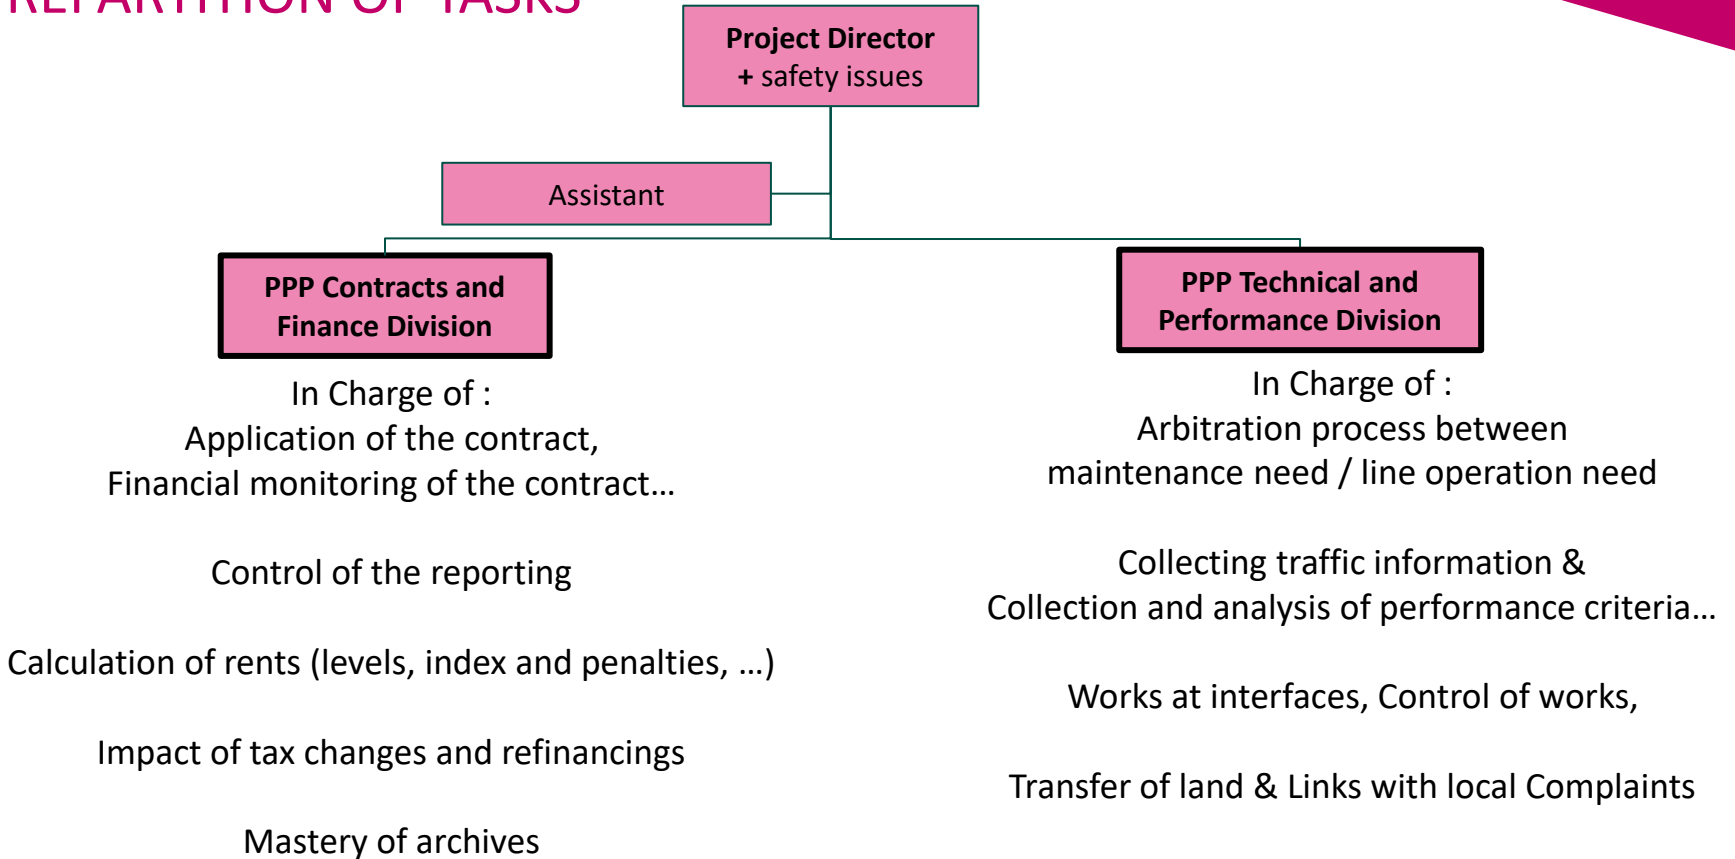 REPARTITION OF TASKS
Project Director
+ safety issues
Assistant
PPP Contracts and
Finance Division
In Charge of :
Application of the contract,
Financial monitoring of the contract…
Control of the reporting
Calculation of rents (levels, index and penalties, …)
Impact of tax changes and refinancings
Mastery of archives
PPP Technical and
Performance Division
In Charge of :
Arbitration process between
maintenance need / line operation need
Collecting traffic information &
Collection and analysis of performance criteria…
Works at interfaces, Control of works,
Transfer of land & Links with local Complaints